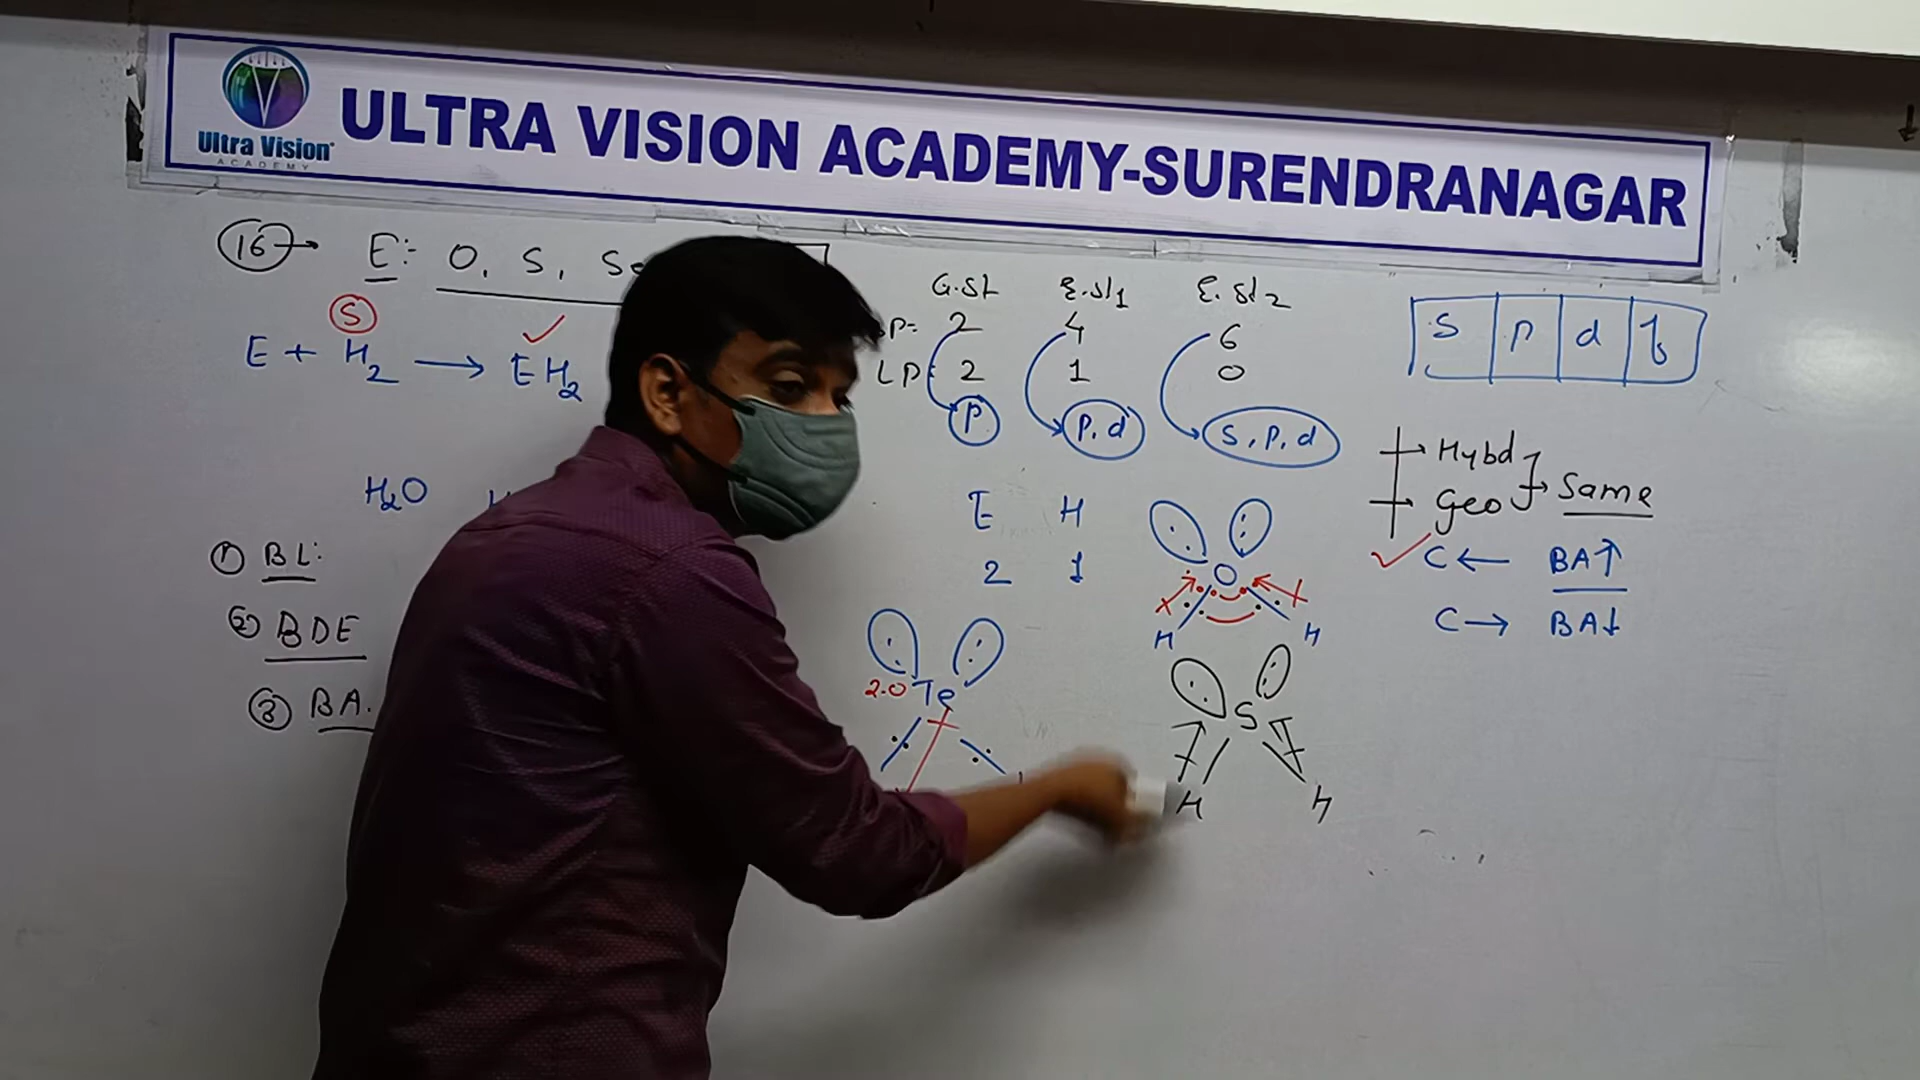 Ultra Vision
ACADEMY
ULTRA VISION ACADEMY-SURENDRANAGAR
16 → E:- O, S, Se
S
E + H2 → EH2 ✓
H2O
① BL:
② BDE
③ BA.
G.St E.st1 E.st2
P= 2 4 6
LP= 2 1 0
P P, d S, P, d
S P d f
→ Hybd
→ Geo → Same
E H
2 1
✓ C ← BA↑
C → BA↓
O
H H
2.0 Te
S
H H